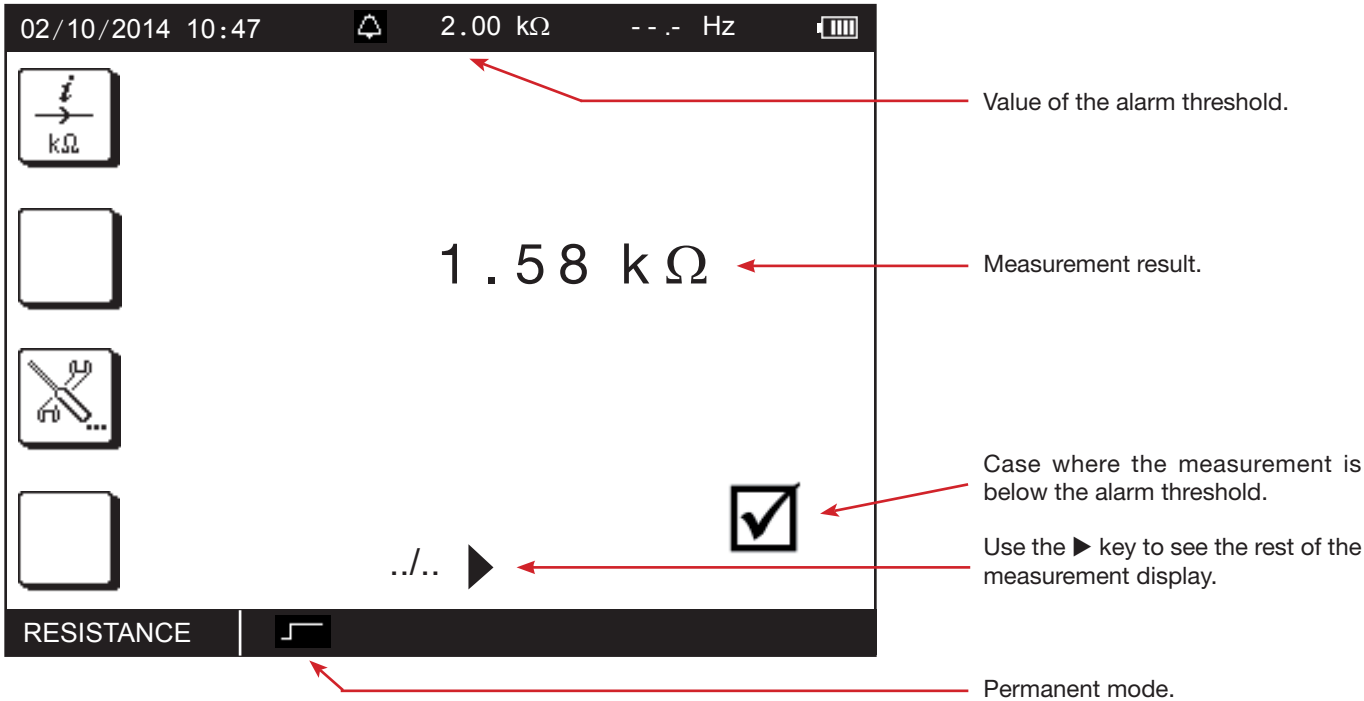 02/10/2014 10:47 2.00 kΩ - - .- Hz
i
kΩ
Value of the alarm threshold.
1.58 kΩ
Measurement result.
...
Case where the measurement is
below the alarm threshold.
../.. ▶
Use the ▶ key to see the rest of the
measurement display.
RESISTANCE
Permanent mode.